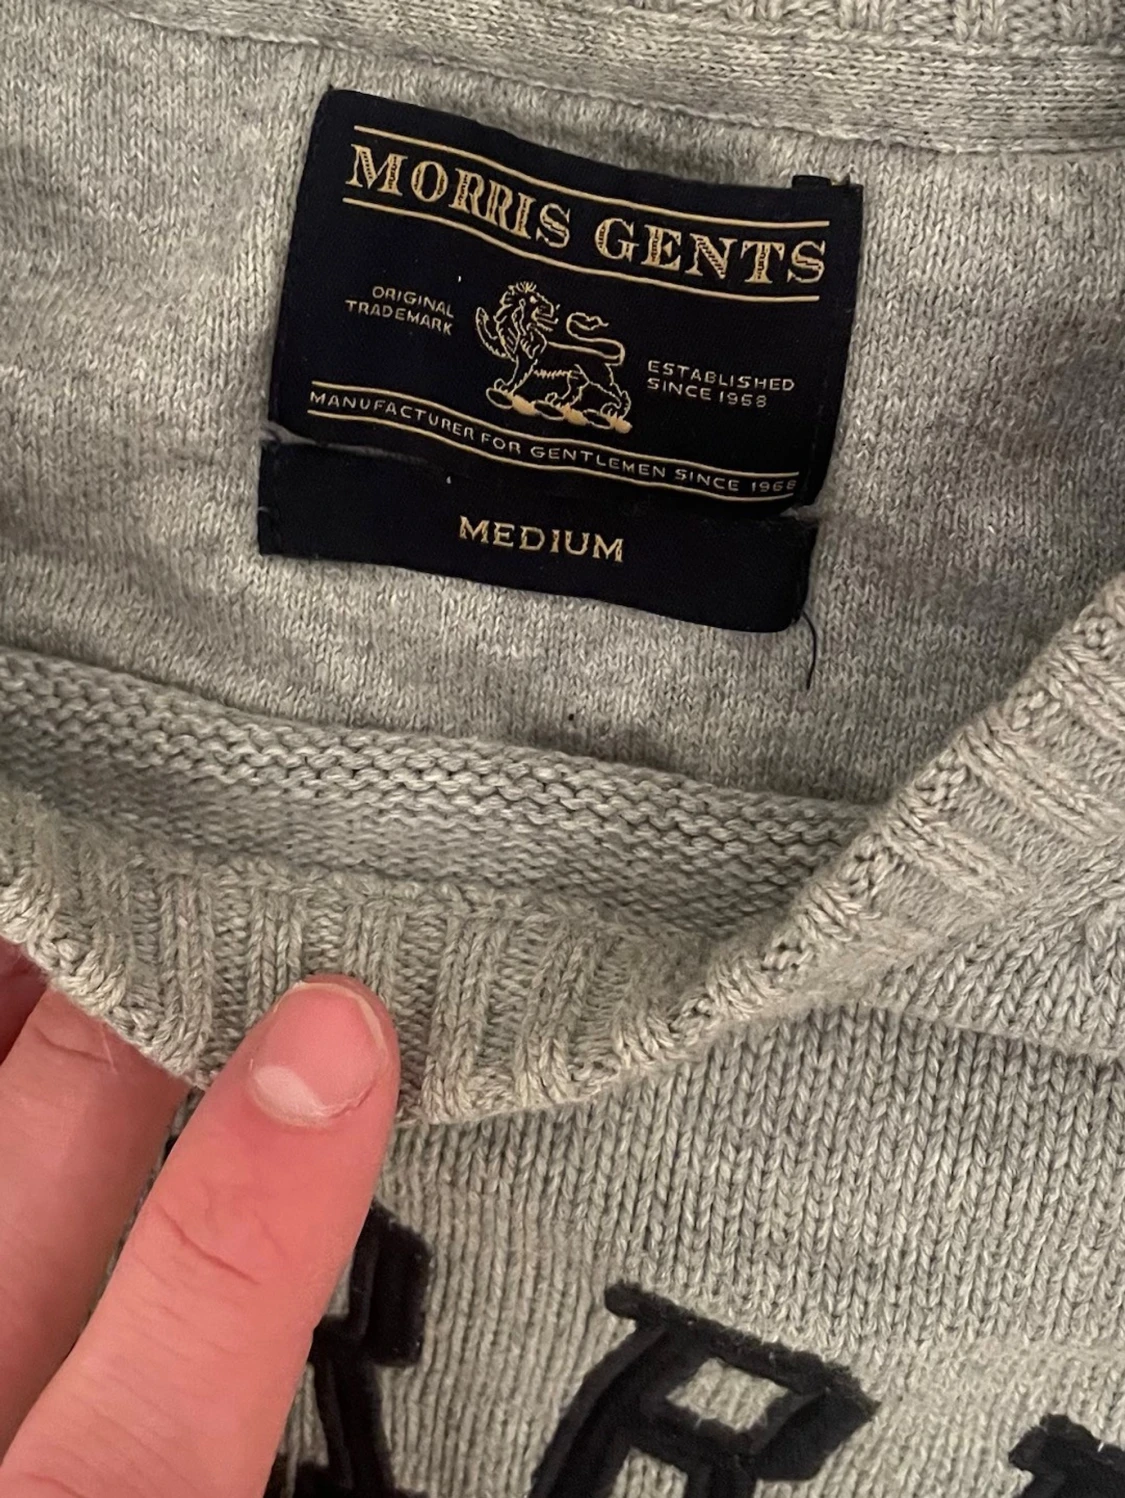 MORRIS GENTS
ORIGINAL
TRADEMARK
ESTABLISHED
SINCE 1968
MANUFACTURER FOR GENTLEMEN SINCE 1968
MEDIUM